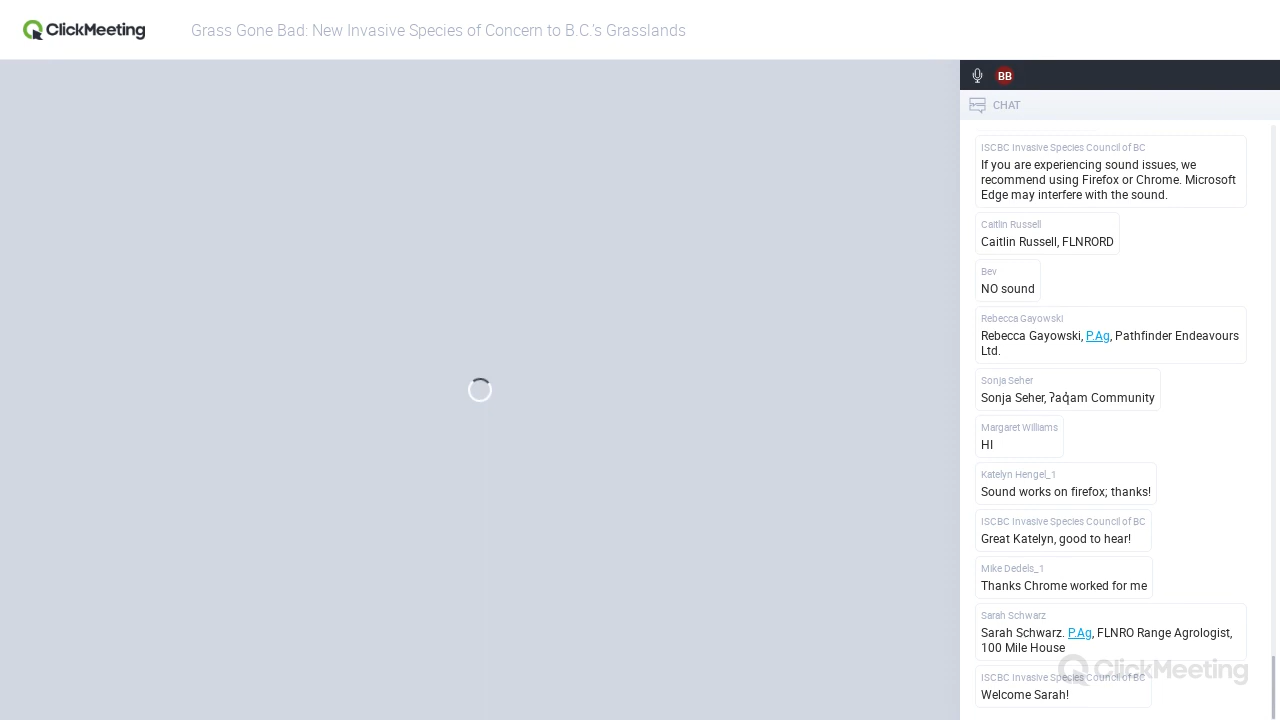 ClickMeeting
Grass Gone Bad: New Invasive Species of Concern to B.C.'s Grasslands
BB
CHAT
ISCBC Invasive Species Council of BC
If you are experiencing sound issues, we
recommend using Firefox or Chrome. Microsoft
Edge may interfere with the sound.
Caitlin Russell
Caitlin Russell, FLNRORD
Bev
NO sound
Rebecca Gayowski
Rebecca Gayowski, P.Ag, Pathfinder Endeavours
Ltd.
Sonja Seher
Sonja Seher, ʔaq̓am Community
Margaret Williams
HI
Katelyn Hengel_1
Sound works on firefox; thanks!
ISCBC Invasive Species Council of BC
Great Katelyn, good to hear!
Mike Dedels_1
Thanks Chrome worked for me
Sarah Schwarz
Sarah Schwarz. P.Ag, FLNRO Range Agrologist,
100 Mile House
ClickMeeting
ISCBC Invasive Species Council of BC
Welcome Sarah!